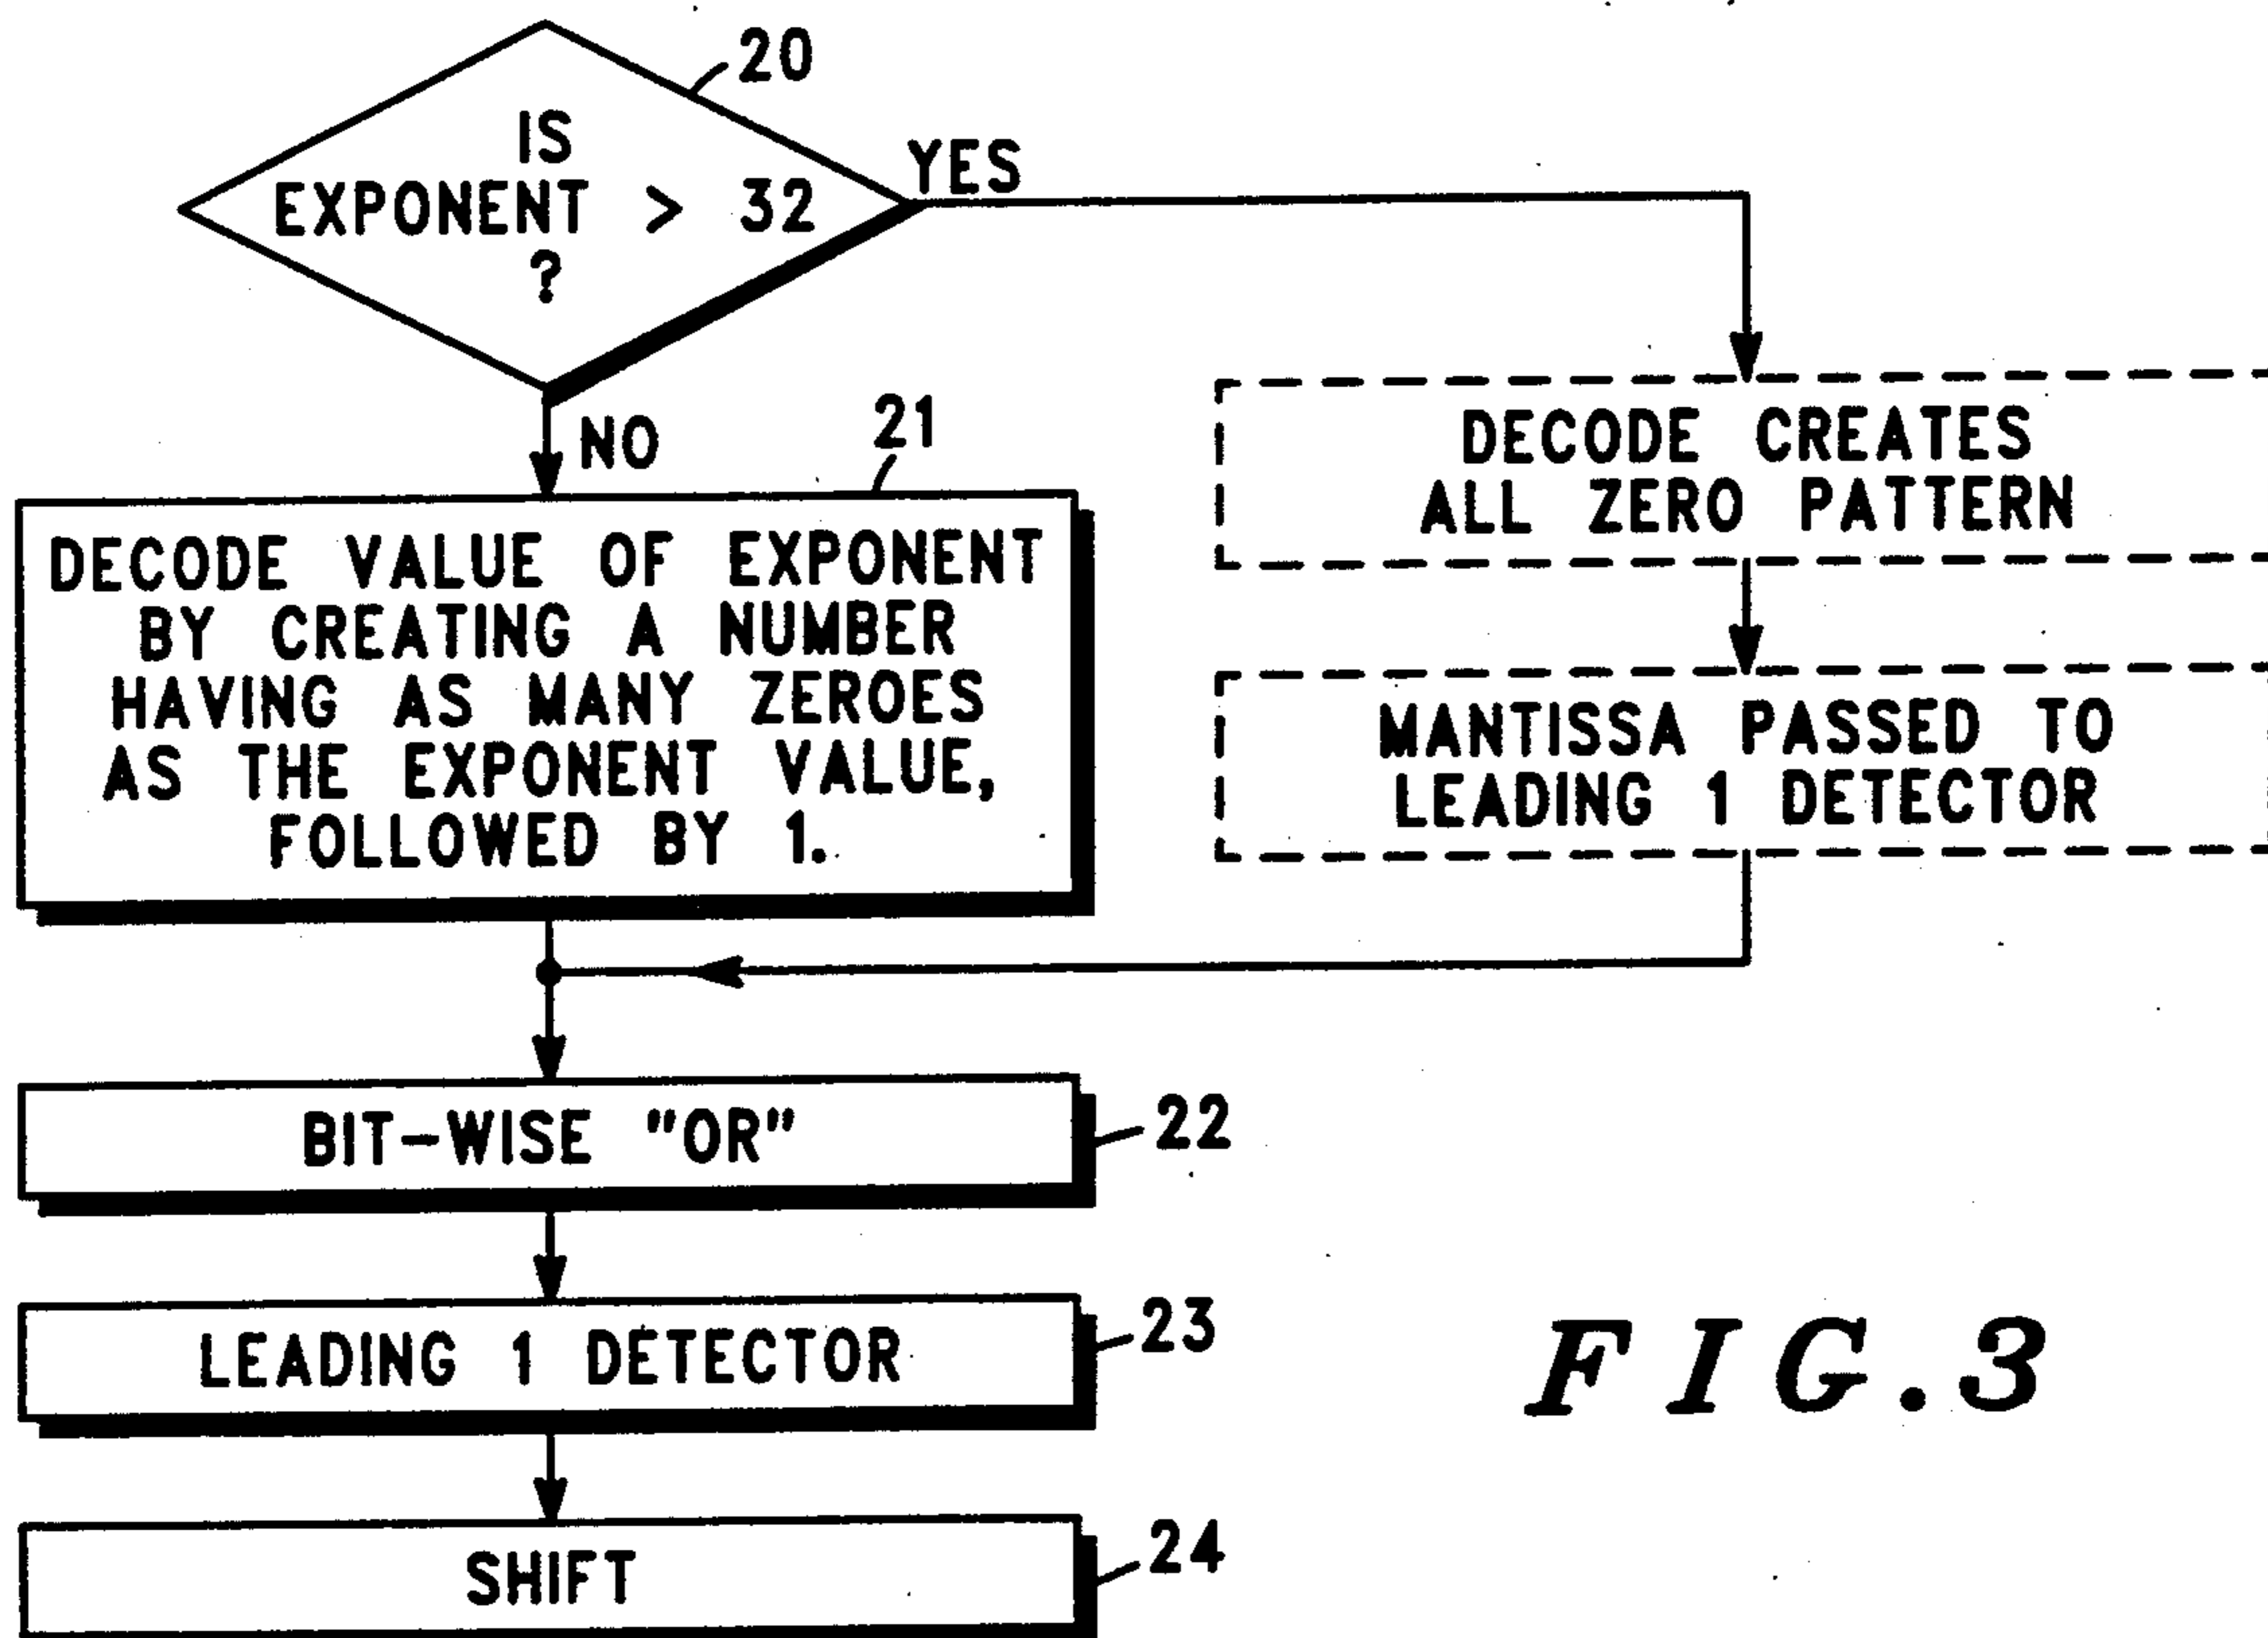 20
IS
EXPONENT > 32
?
YES
NO
21
DECODE VALUE OF EXPONENT
BY CREATING A NUMBER
HAVING AS MANY ZEROES
AS THE EXPONENT VALUE,
FOLLOWED BY 1.
DECODE CREATES
ALL ZERO PATTERN
MANTISSA PASSED TO
LEADING 1 DETECTOR
BIT-WISE "OR"
22
LEADING 1 DETECTOR
23
SHIFT
24
FIG.3